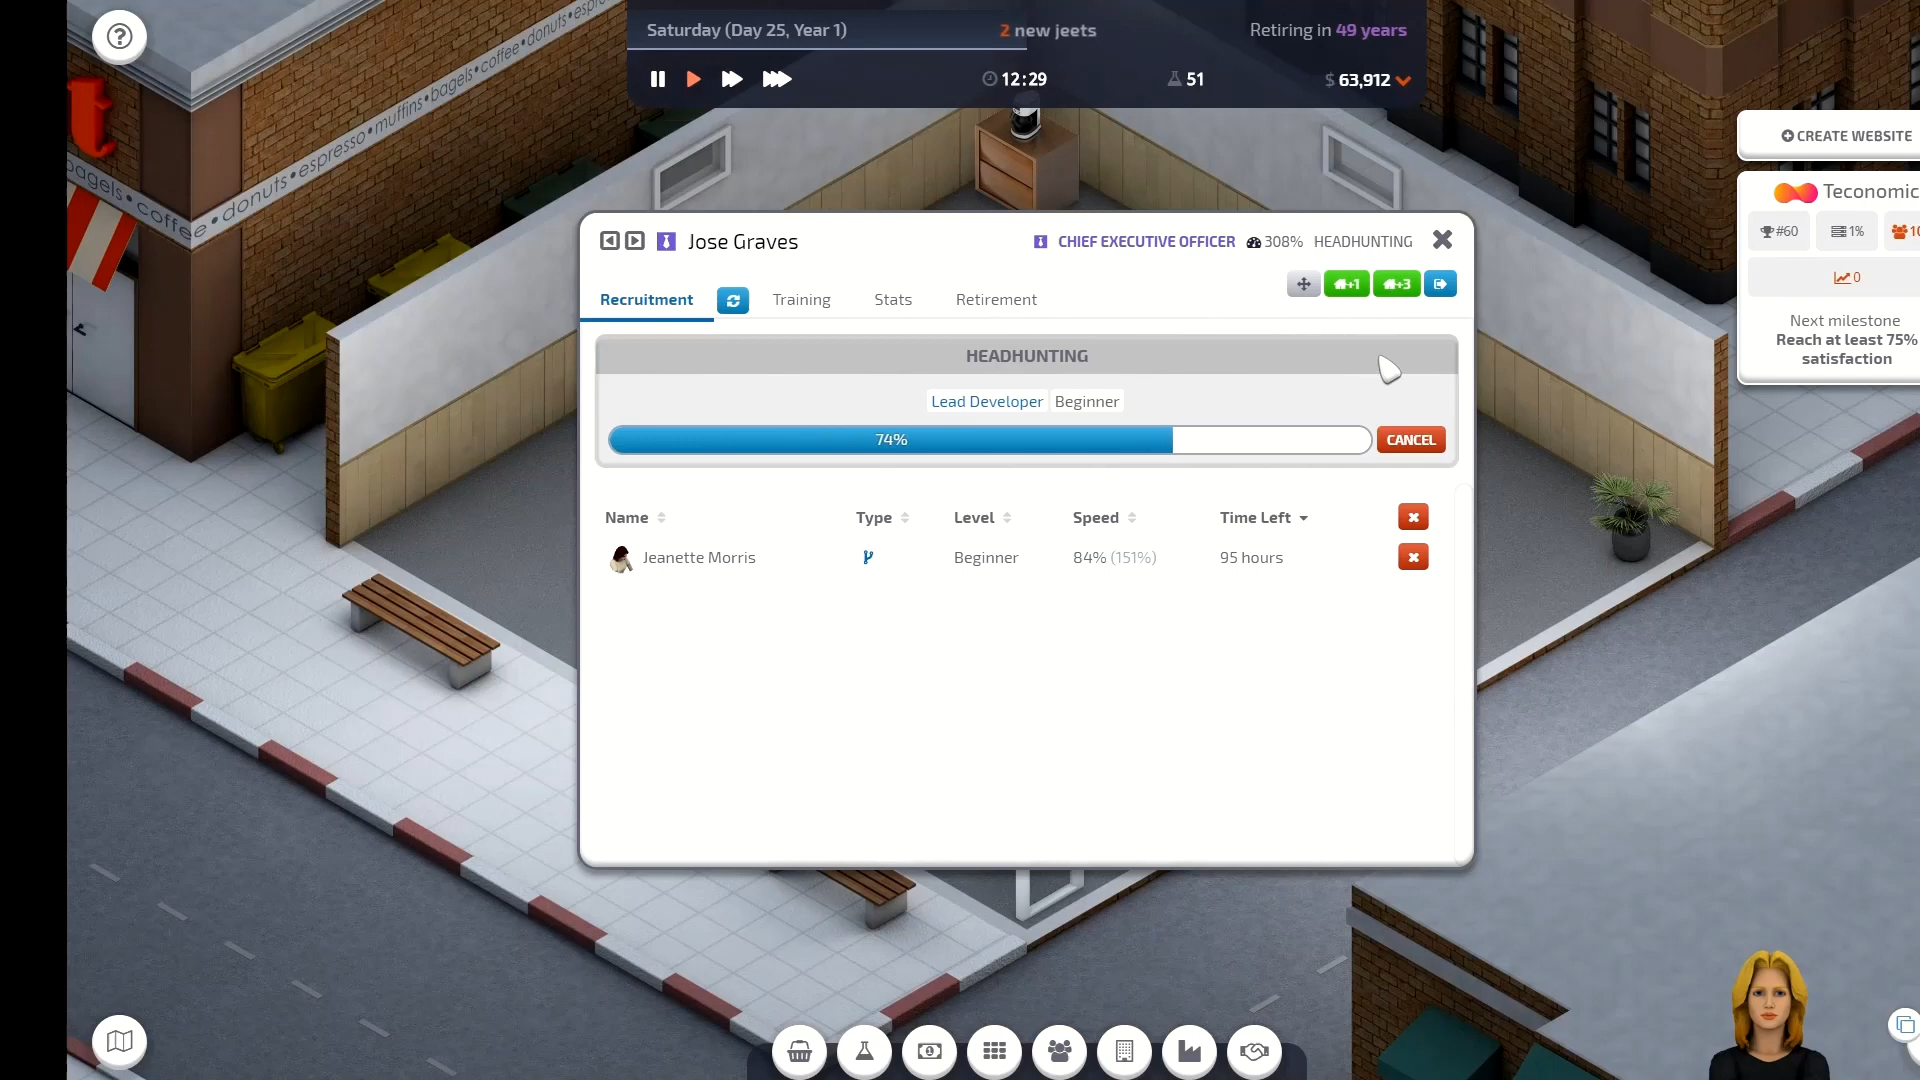 Saturday (Day 25, Year 1)
2 new jeets
Retiring in 49 years
12:29
51
$ 63,912
CREATE WEBSITE
Teconomic
#60
1%
10
0
Next milestone
Reach at least 75%
satisfaction
Jose Graves
CHIEF EXECUTIVE OFFICER
308%
HEADHUNTING
+1
+3
Recruitment
Training
Stats
Retirement
HEADHUNTING
Lead Developer
Beginner
74%
CANCEL
Name
Type
Level
Speed
Time Left
Jeanette Morris
Beginner
84% (151%)
95 hours
t
bagels • coffee • donuts • espresso • muffins • bagels • coffee • donuts • espr